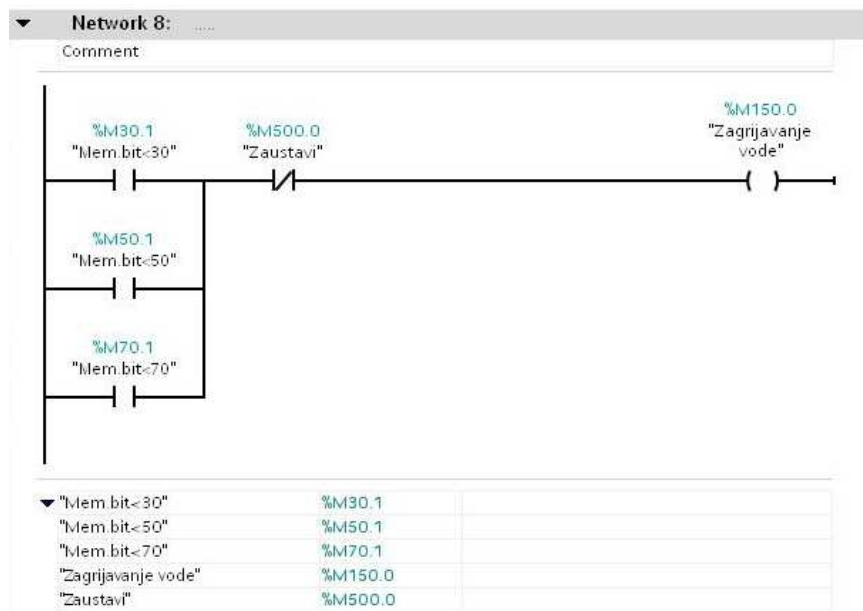 Network 8: .....
Comment
%M30.1
"Mem.bit<30"
%M500.0
"Zaustavi"
%M150.0
"Zagrijavanje
vode"
%M50.1
"Mem.bit<50"
%M70.1
"Mem.bit<70"
"Mem.bit<30" %M30.1
"Mem.bit<50" %M50.1
"Mem.bit<70" %M70.1
"Zagrijavanje vode" %M150.0
"Zaustavi" %M500.0